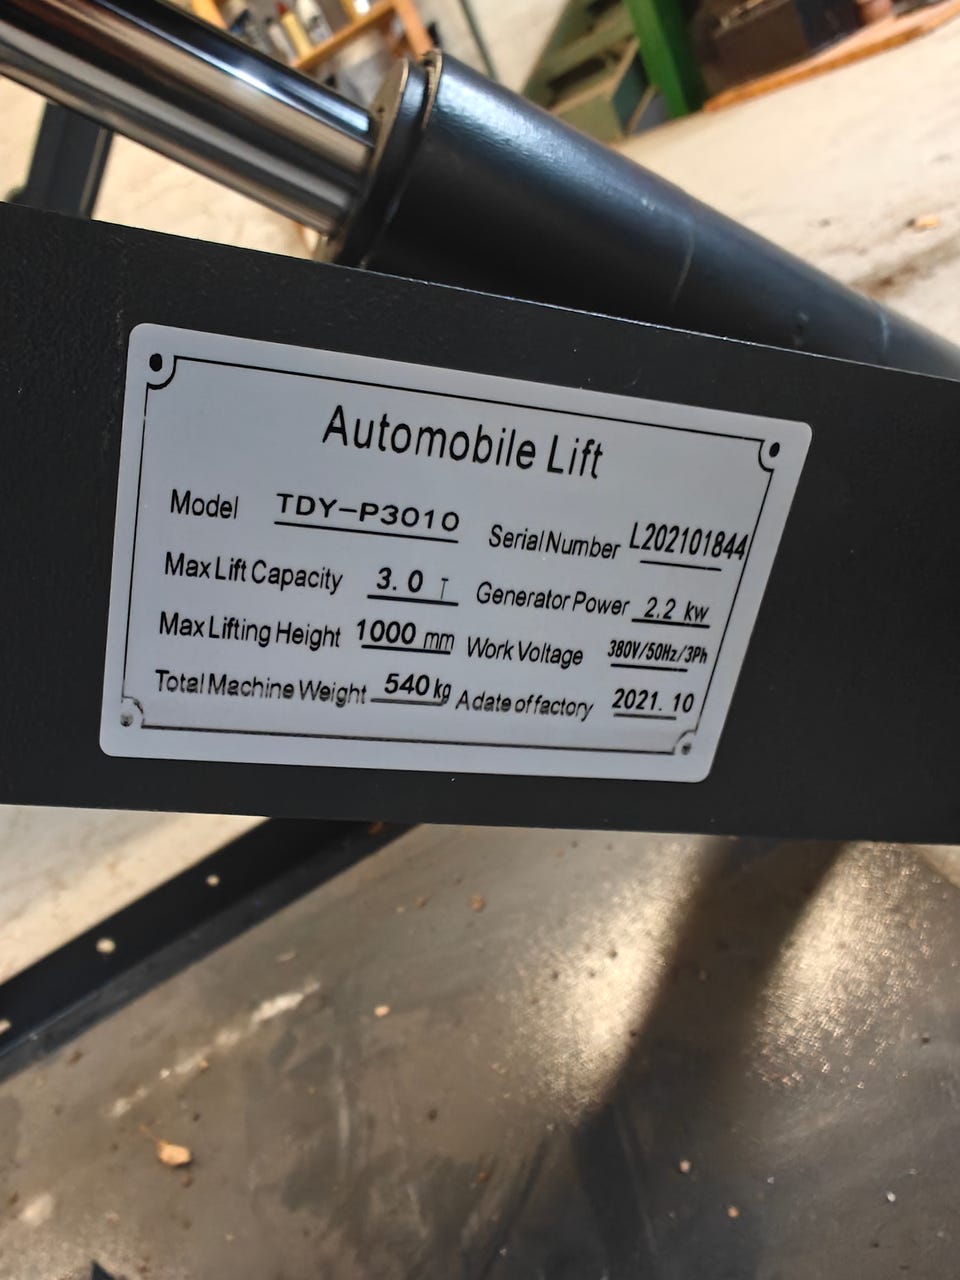 Automobile Lift
Model TDY-P3010 Serial Number L202101844
Max Lift Capacity 3.0 T Generator Power 2.2 kw
Max Lifting Height 1000 mm Work Voltage 380V/50Hz/3Ph
Total Machine Weight 540 kg A date of factory 2021.10